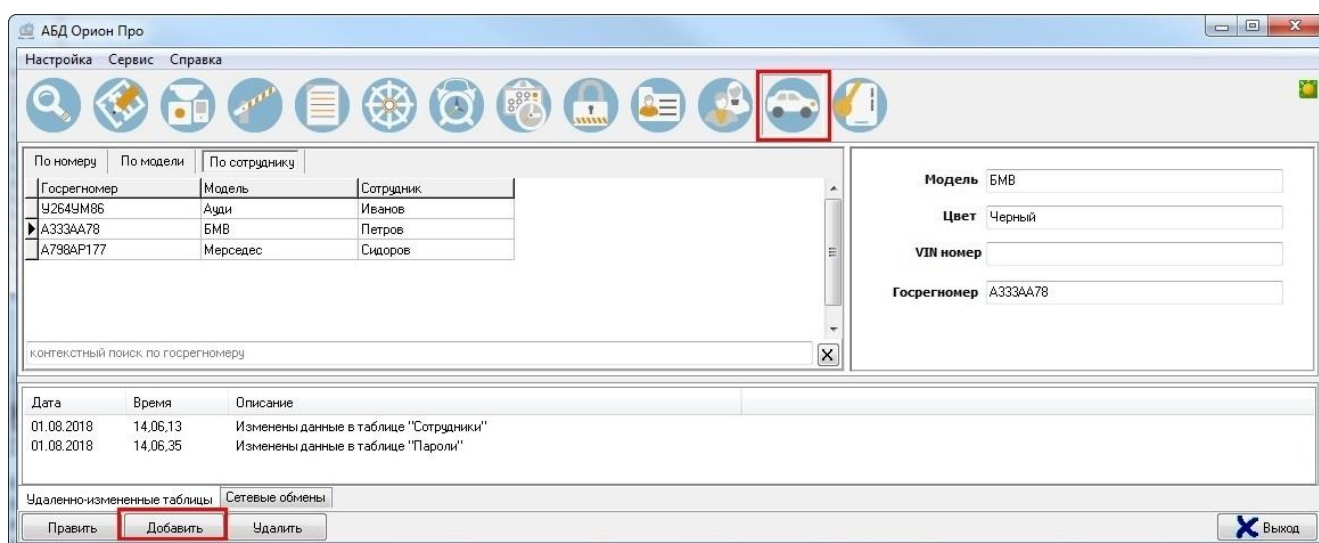 АБД Орион Про
Настройка Сервис Справка
По номеру По модели По сотруднику
Госрегномер Модель Сотрудник
У264УМ86 Ауди Иванов
А333АА78 БМВ Петров
А798АР177 Мерседес Сидоров
контекстный поиск по госрегномеру
Модель БМВ
Цвет Черный
VIN номер
Госрегномер А333АА78
Дата Время Описание
01.08.2018 14,06,13 Изменены данные в таблице "Сотрудники"
01.08.2018 14,06,35 Изменены данные в таблице "Пароли"
Удаленно-измененные таблицы Сетевые обмены
Править Добавить Удалить Выход